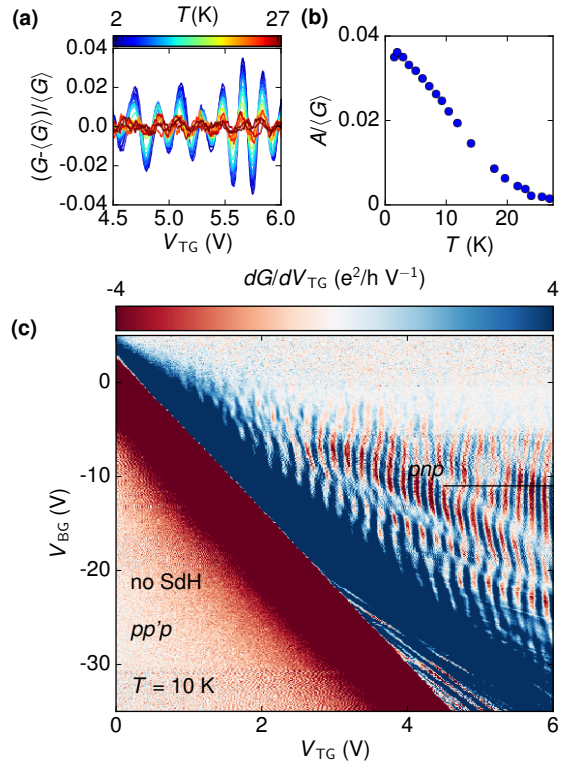 (a)
2 T(K) 27
(G-⟨G⟩)/⟨G⟩
0.04
0.02
0.0
-0.02
-0.04
4.5 5.0 5.5 6.0
V_TG (V)
(b)
A/⟨G⟩
0.04
0.02
0
0 10 20
T (K)
dG/dV_TG (e²/h V⁻¹)
-4 4
(c)
V_BG (V)
0
-10
-20
-30
pnp
no SdH
pp'p
T = 10 K
0 2 4 6
V_TG (V)